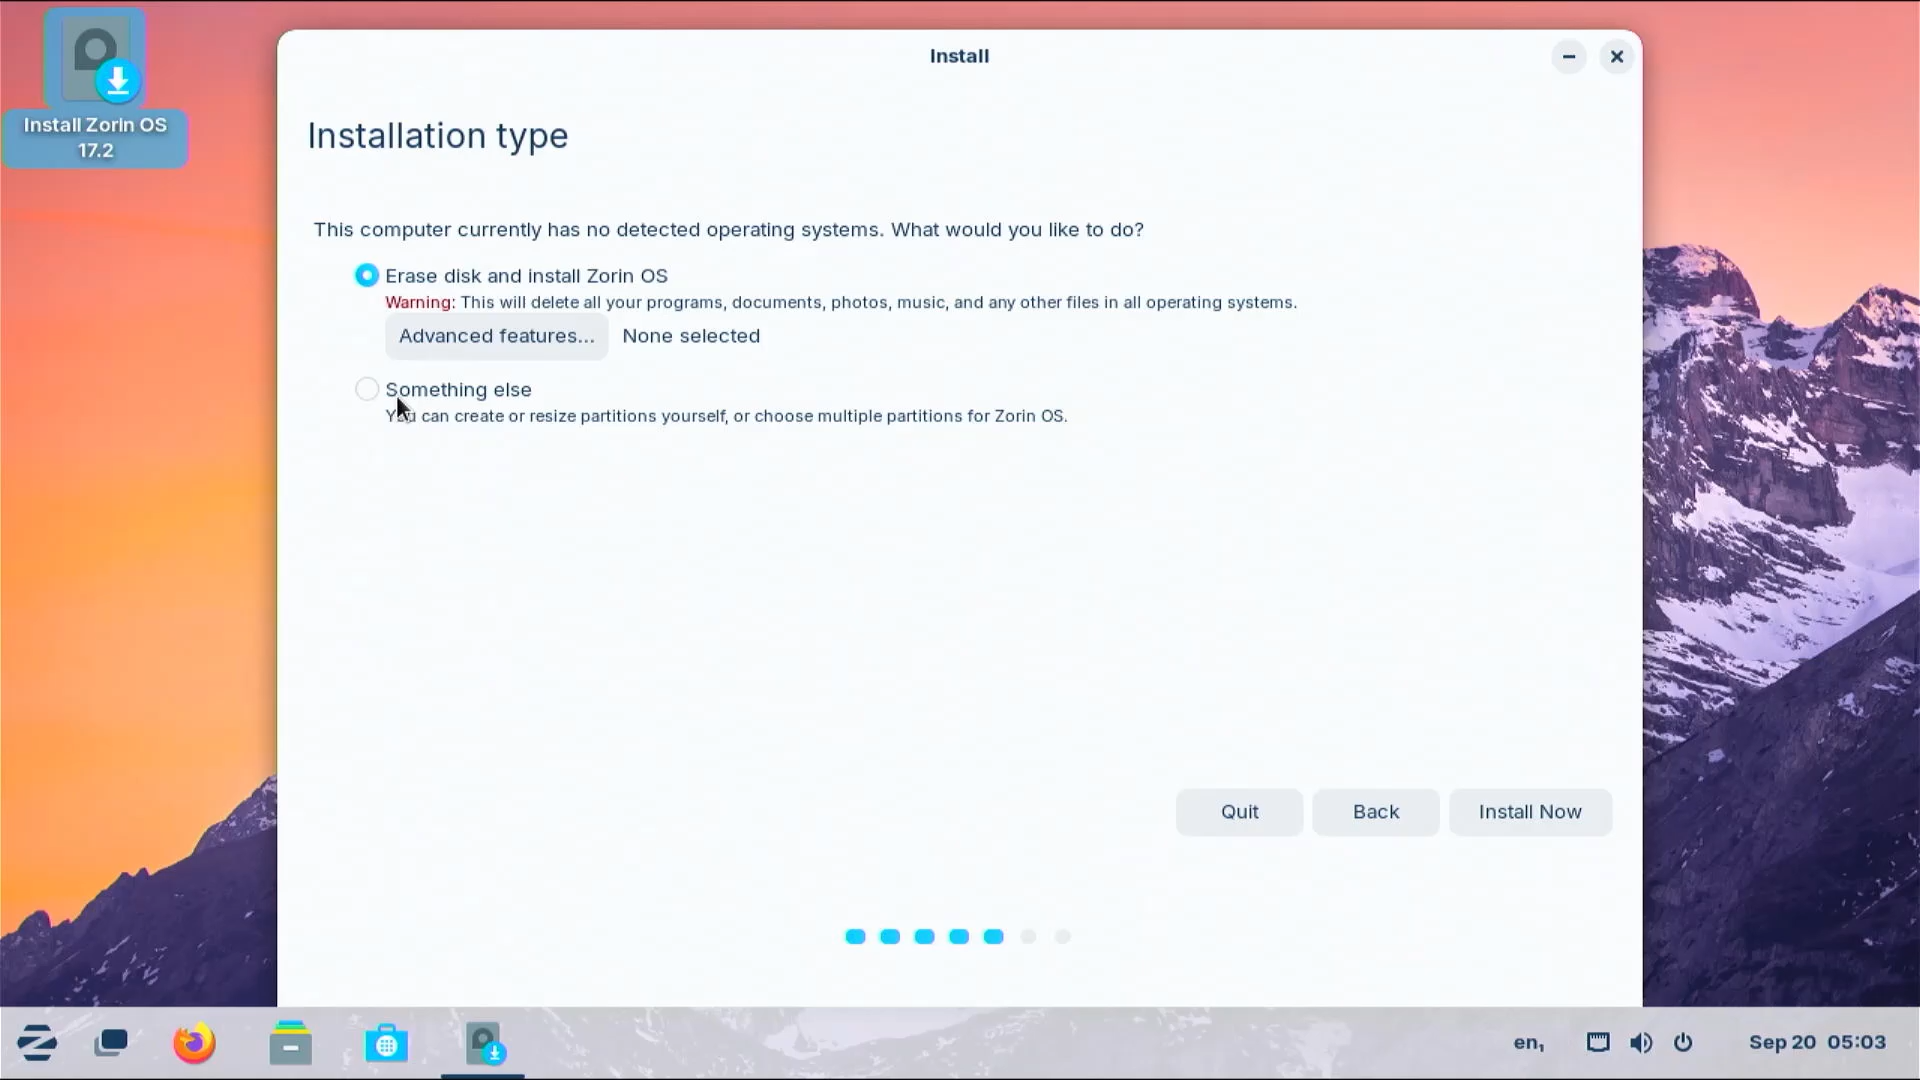 Install Zorin OS
17.2
Install
Installation type
This computer currently has no detected operating systems. What would you like to do?
Erase disk and install Zorin OS
Warning: This will delete all your programs, documents, photos, music, and any other files in all operating systems.
Advanced features... None selected
Something else
You can create or resize partitions yourself, or choose multiple partitions for Zorin OS.
Quit Back Install Now
en₁ Sep 20 05:03